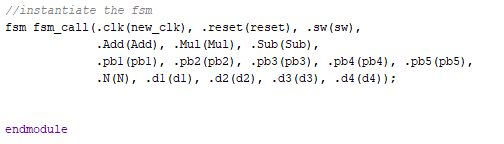 //instantiate the fsm
fsm fsm_call(.clk(new_clk), .reset(reset), .sw(sw),
.Add(Add), .Mul(Mul), .Sub(Sub),
.pb1(pb1), .pb2(pb2), .pb3(pb3), .pb4(pb4), .pb5(pb5),
.N(N), .d1(d1), .d2(d2), .d3(d3), .d4(d4));
endmodule